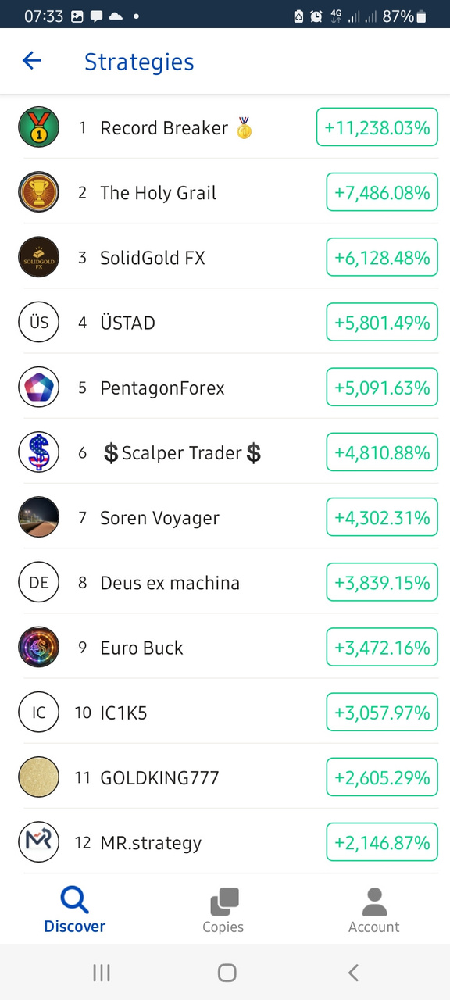 07:33 4G 87%
Strategies
1 Record Breaker 🏅 +11,238.03%
2 The Holy Grail +7,486.08%
SOLIDGOLD FX 3 SolidGold FX +6,128.48%
ÜS 4 ÜSTAD +5,801.49%
5 PentagonForex +5,091.63%
6 💲Scalper Trader💲 +4,810.88%
7 Soren Voyager +4,302.31%
DE 8 Deus ex machina +3,839.15%
9 Euro Buck +3,472.16%
IC 10 IC1K5 +3,057.97%
11 GOLDKING777 +2,605.29%
MR 12 MR.strategy +2,146.87%
Discover Copies Account